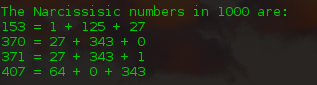 The Narcissisic numbers in 1000 are:
153 = 1 + 125 + 27
370 = 27 + 343 + 0
371 = 27 + 343 + 1
407 = 64 + 0 + 343